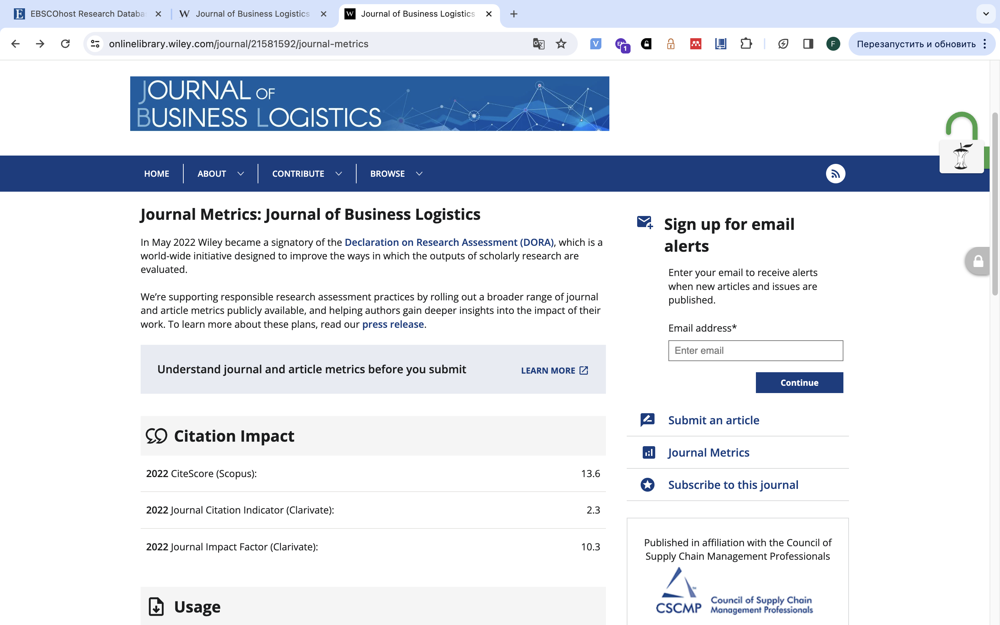 EBSCOhost Research Databa
Journal of Business Logistics
Journal of Business Logistics
onlinelibrary.wiley.com/journal/21581592/journal-metrics
EN
1
F
Перезапустить и обновить
JOURNAL OF
BUSINESS LOGISTICS
HOME
ABOUT
CONTRIBUTE
BROWSE
Journal Metrics: Journal of Business Logistics
In May 2022 Wiley became a signatory of the Declaration on Research Assessment (DORA), which is a
world-wide initiative designed to improve the ways in which the outputs of scholarly research are
evaluated.
We’re supporting responsible research assessment practices by rolling out a broader range of journal
and article metrics publicly available, and helping authors gain deeper insights into the impact of their
work. To learn more about these plans, read our press release.
Understand journal and article metrics before you submit
LEARN MORE
Citation Impact
2022 CiteScore (Scopus): 13.6
2022 Journal Citation Indicator (Clarivate): 2.3
2022 Journal Impact Factor (Clarivate): 10.3
Usage
Sign up for email
alerts
Enter your email to receive alerts
when new articles and issues are
published.
Email address*
Enter email
Continue
Submit an article
Journal Metrics
Subscribe to this journal
Published in affiliation with the Council of
Supply Chain Management Professionals
CSCMP
Council of Supply Chain
Management Professionals